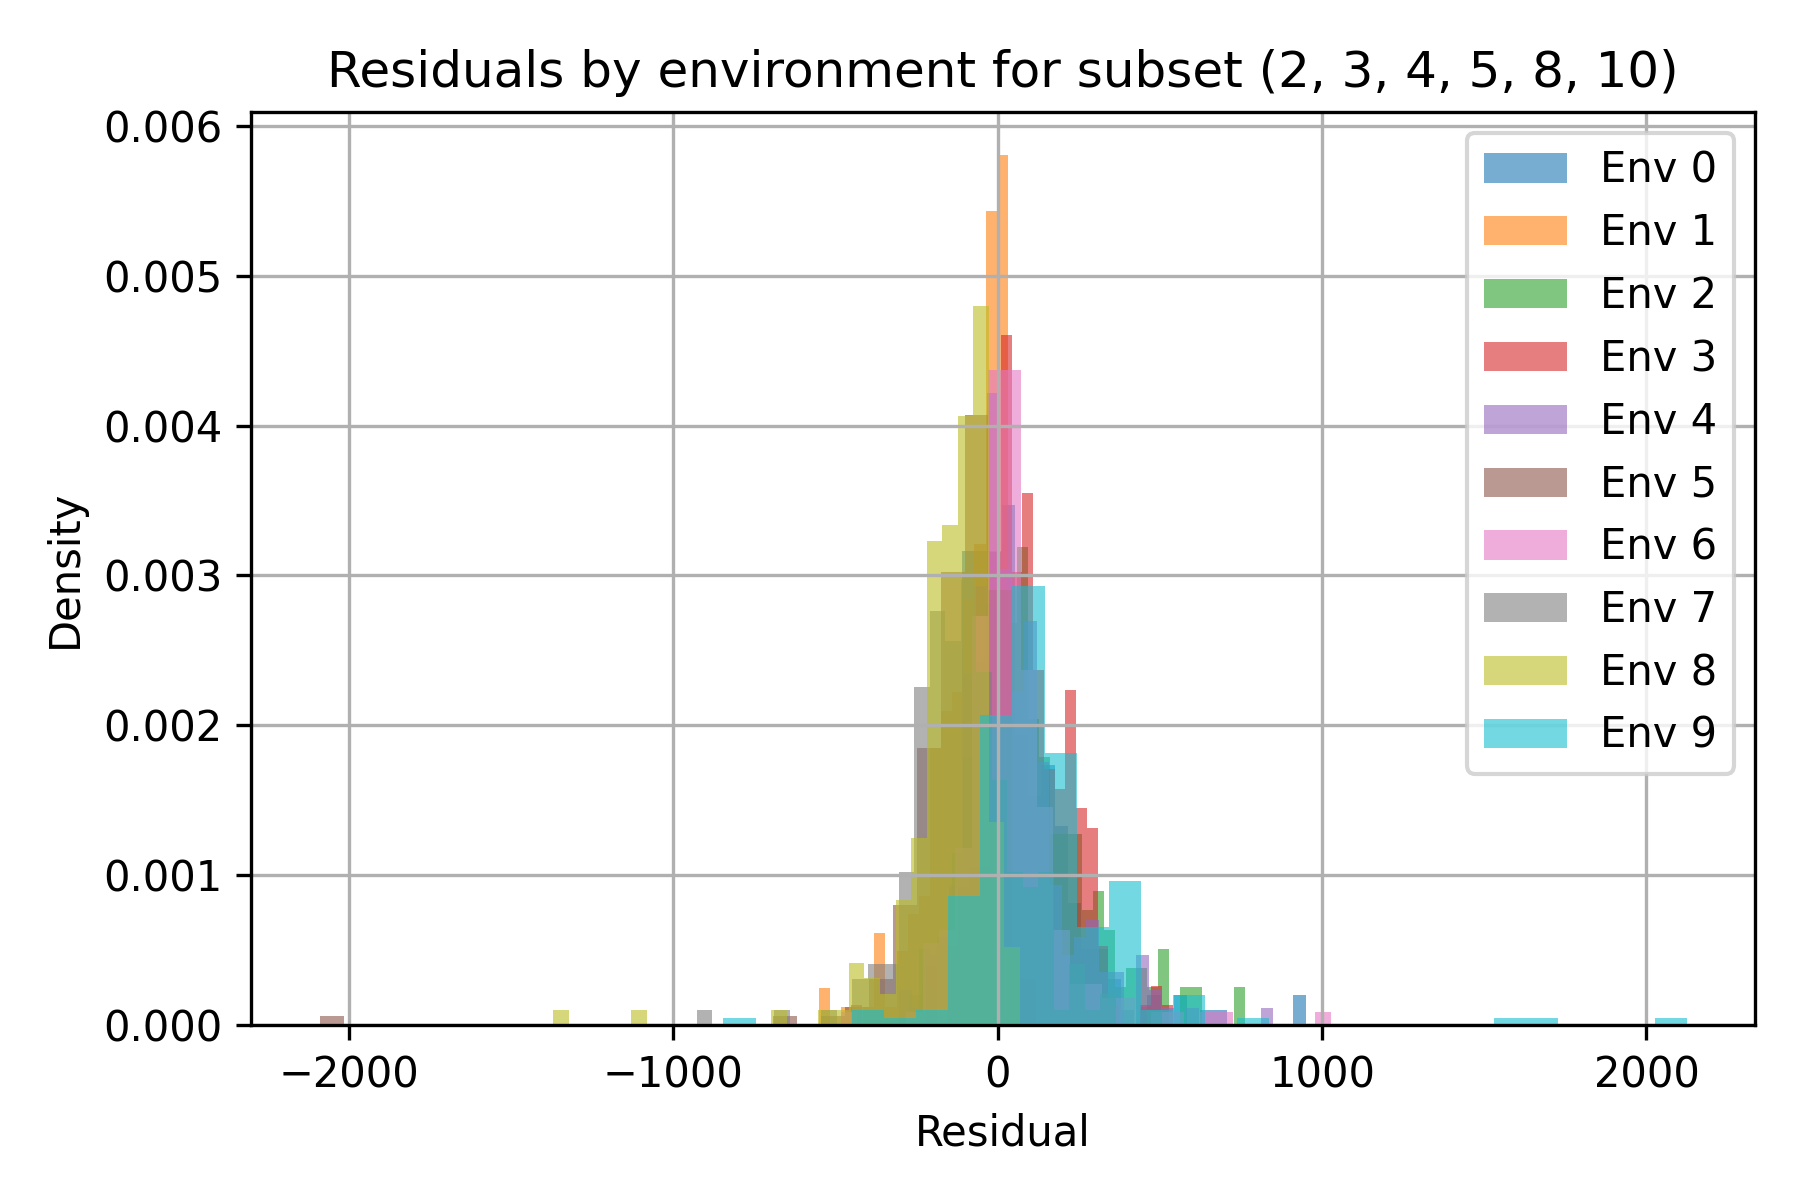 Residuals by environment for subset (2, 3, 4, 5, 8, 10)
0.006
0.005
0.004
0.003
0.002
0.001
0.000
Density
−2000
−1000
0
1000
2000
Residual
Env 0
Env 1
Env 2
Env 3
Env 4
Env 5
Env 6
Env 7
Env 8
Env 9